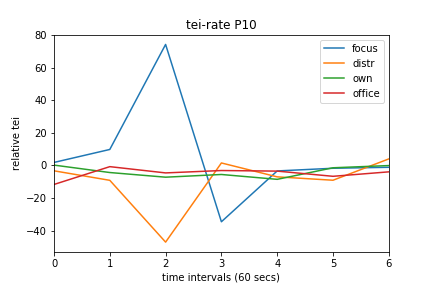 tei-rate P10
focus
distr
own
office
relative tei
80
60
40
20
0
−20
−40
0 1 2 3 4 5 6
time intervals (60 secs)